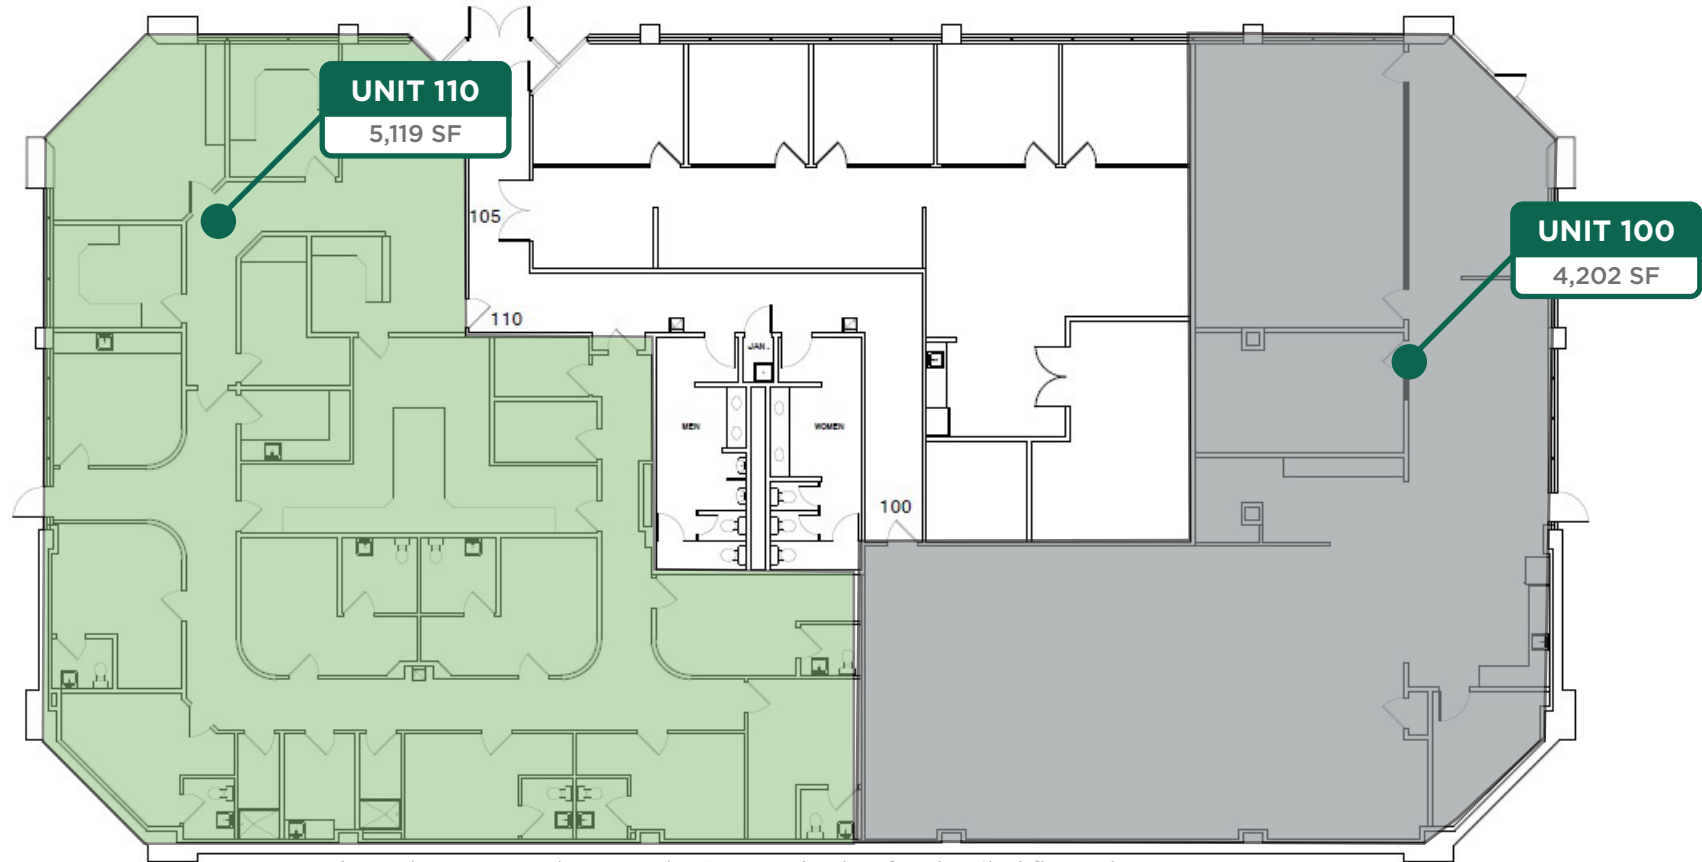 UNIT 110
5,119 SF
105
UNIT 100
4,202 SF
110
JAN.
MEN
WOMEN
100